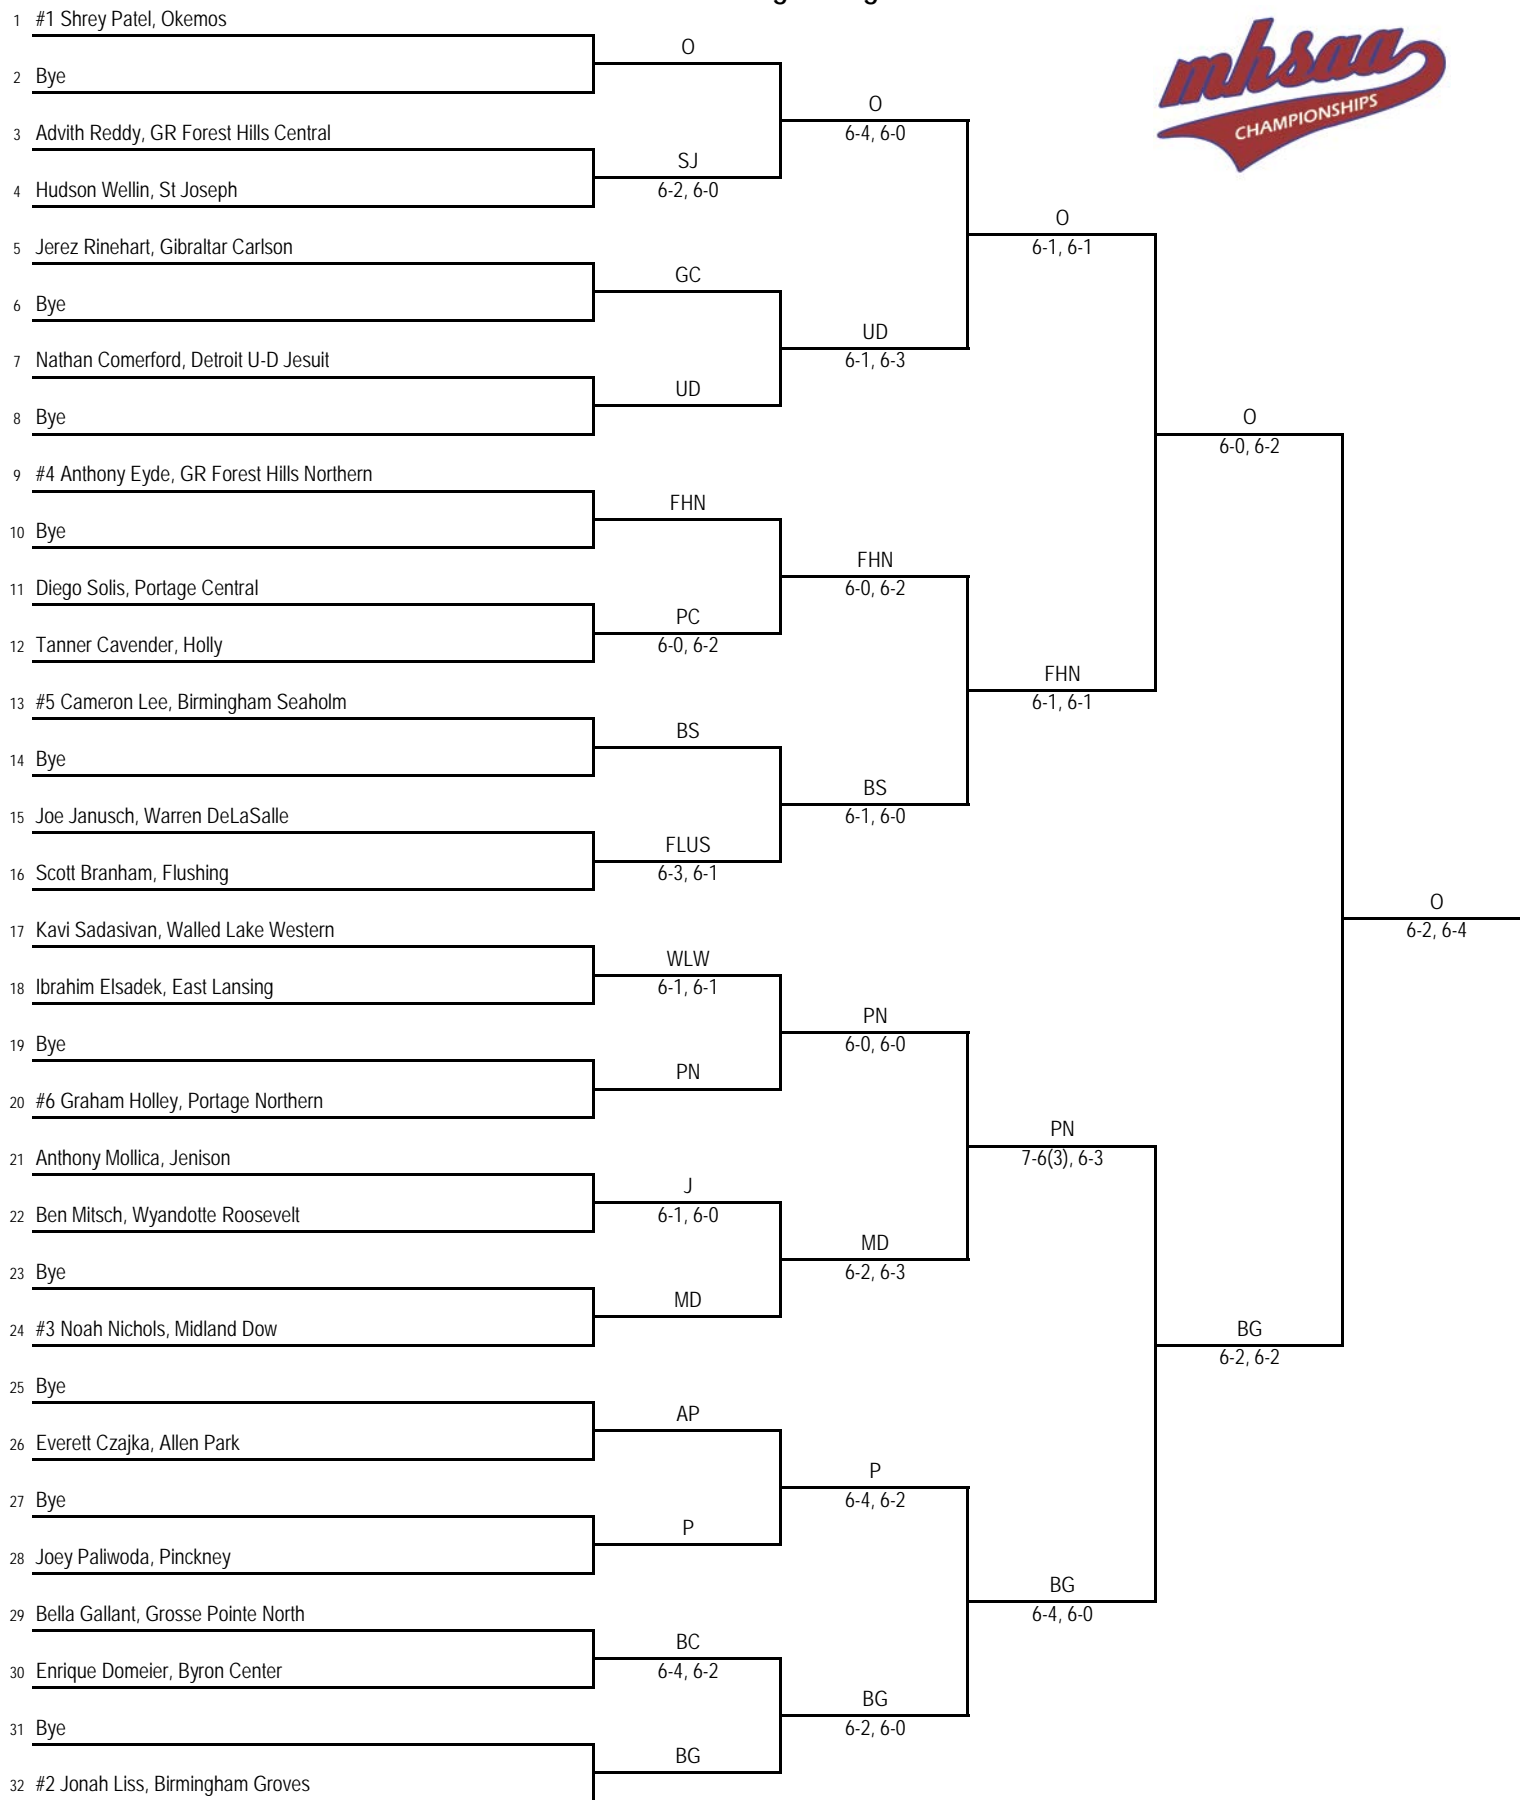 1 #1 Shrey Patel, Okemos
2 Bye
3 Advith Reddy, GR Forest Hills Central
4 Hudson Wellin, St Joseph
5 Jerez Rinehart, Gibraltar Carlson
6 Bye
7 Nathan Comerford, Detroit U-D Jesuit
8 Bye
9 #4 Anthony Eyde, GR Forest Hills Northern
10 Bye
11 Diego Solis, Portage Central
12 Tanner Cavender, Holly
13 #5 Cameron Lee, Birmingham Seaholm
14 Bye
15 Joe Janusch, Warren DeLaSalle
16 Scott Branham, Flushing
17 Kavi Sadasivan, Walled Lake Western
18 Ibrahim Elsadek, East Lansing
19 Bye
20 #6 Graham Holley, Portage Northern
21 Anthony Mollica, Jenison
22 Ben Mitsch, Wyandotte Roosevelt
23 Bye
24 #3 Noah Nichols, Midland Dow
25 Bye
26 Everett Czajka, Allen Park
27 Bye
28 Joey Paliwoda, Pinckney
29 Bella Gallant, Grosse Pointe North
30 Enrique Domeier, Byron Center
31 Bye
32 #2 Jonah Liss, Birmingham Groves
O
SJ
6-2, 6-0
GC
UD
FHN
PC
6-0, 6-2
BS
FLUS
6-3, 6-1
WLW
6-1, 6-1
PN
J
6-1, 6-0
MD
AP
P
BC
6-4, 6-2
BG
O
6-4, 6-0
UD
6-1, 6-3
FHN
6-0, 6-2
BS
6-1, 6-0
PN
6-0, 6-0
MD
6-2, 6-3
P
6-4, 6-2
BG
6-2, 6-0
O
6-1, 6-1
FHN
6-1, 6-1
PN
7-6(3), 6-3
BG
6-4, 6-0
O
6-0, 6-2
BG
6-2, 6-2
O
6-2, 6-4
mhsaa
CHAMPIONSHIPS